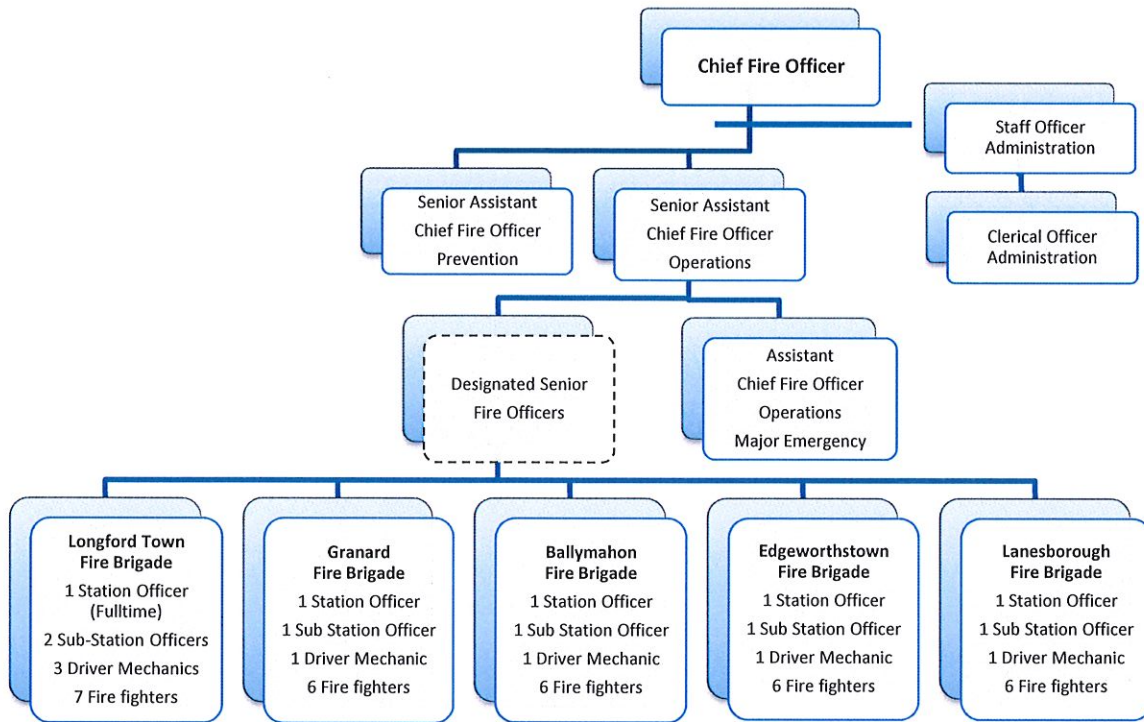 Chief Fire Officer
Staff Officer
Administration
Clerical Officer
Administration
Senior Assistant
Chief Fire Officer
Prevention
Senior Assistant
Chief Fire Officer
Operations
Designated Senior
Fire Officers
Assistant
Chief Fire Officer
Operations
Major Emergency
Longford Town
Fire Brigade
1 Station Officer
(Fulltime)
2 Sub-Station Officers
3 Driver Mechanics
7 Fire fighters
Granard
Fire Brigade
1 Station Officer
1 Sub Station Officer
1 Driver Mechanic
6 Fire fighters
Ballymahon
Fire Brigade
1 Station Officer
1 Sub Station Officer
1 Driver Mechanic
6 Fire fighters
Edgeworthstown
Fire Brigade
1 Station Officer
1 Sub Station Officer
1 Driver Mechanic
6 Fire fighters
Lanesborough
Fire Brigade
1 Station Officer
1 Sub Station Officer
1 Driver Mechanic
6 Fire fighters